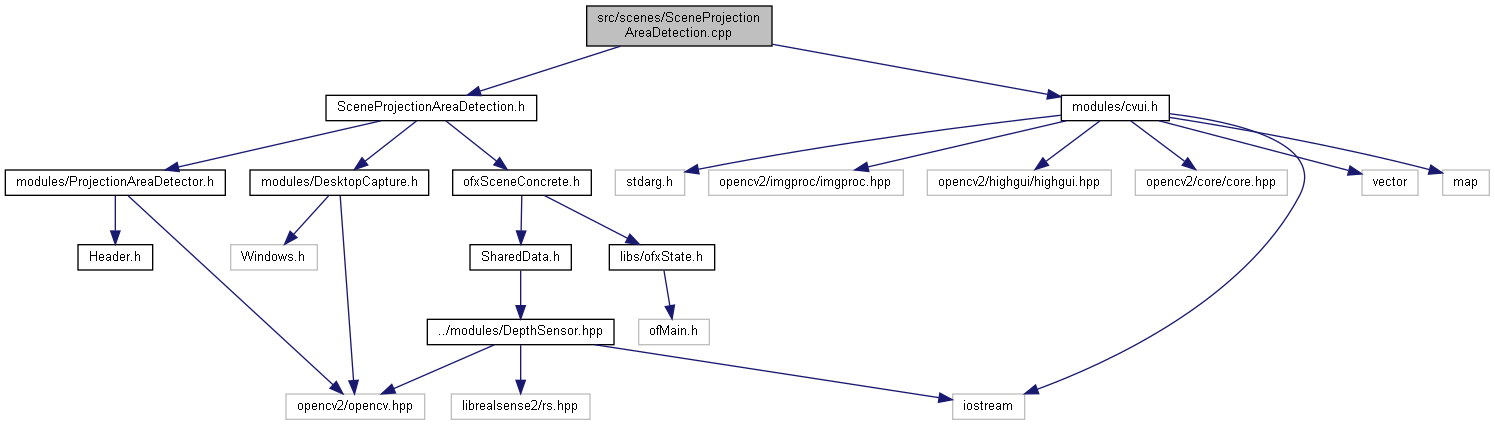 src/scenes/SceneProjection
AreaDetection.cpp
SceneProjectionAreaDetection.h
modules/cvui.h
modules/ProjectionAreaDetector.h
modules/DesktopCapture.h
ofxSceneConcrete.h
stdarg.h
opencv2/imgproc/imgproc.hpp
opencv2/highgui/highgui.hpp
opencv2/core/core.hpp
vector
map
Header.h
Windows.h
SharedData.h
libs/ofxState.h
../modules/DepthSensor.hpp
ofMain.h
opencv2/opencv.hpp
librealsense2/rs.hpp
iostream